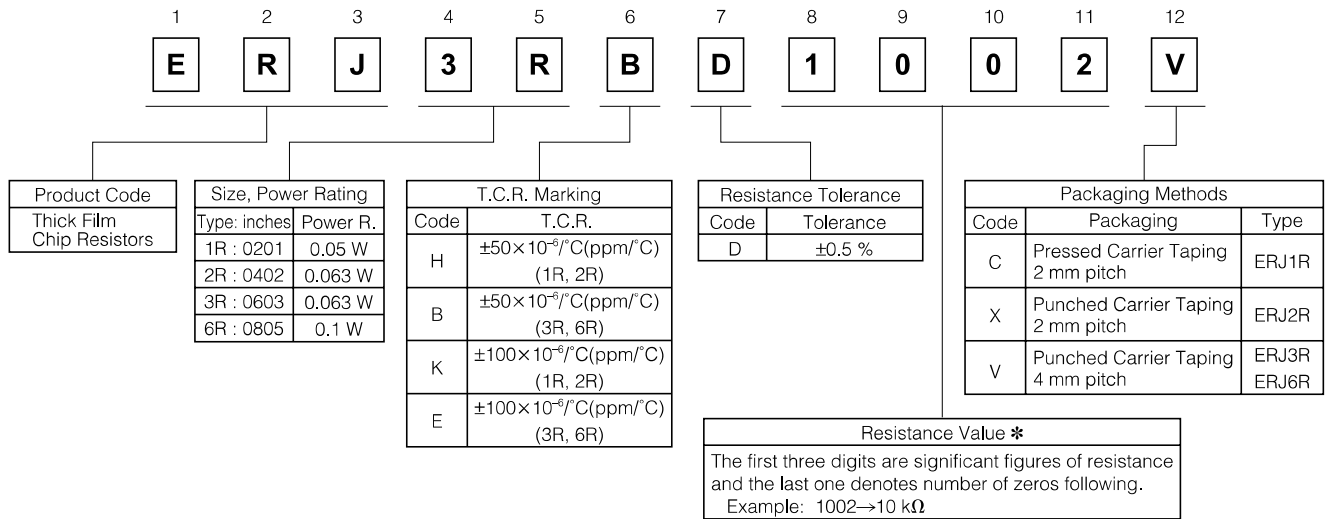 1 2 3 4 5 6 7 8 9 10 11 12
E R J 3 R B D 1 0 0 2 V
Product Code
Thick Film
Chip Resistors
Size, Power Rating
Type: inches Power R.
1R : 0201 0.05 W
2R : 0402 0.063 W
3R : 0603 0.063 W
6R : 0805 0.1 W
T.C.R. Marking
Code T.C.R.
H ±50×10⁻⁶/°C(ppm/°C)
(1R, 2R)
B ±50×10⁻⁶/°C(ppm/°C)
(3R, 6R)
K ±100×10⁻⁶/°C(ppm/°C)
(1R, 2R)
E ±100×10⁻⁶/°C(ppm/°C)
(3R, 6R)
Resistance Tolerance
Code Tolerance
D ±0.5 %
Packaging Methods
Code Packaging Type
C Pressed Carrier Taping
2 mm pitch ERJ1R
X Punched Carrier Taping
2 mm pitch ERJ2R
V Punched Carrier Taping
4 mm pitch ERJ3R
ERJ6R
Resistance Value ✱
The first three digits are significant figures of resistance
and the last one denotes number of zeros following.
Example: 1002→10 kΩ